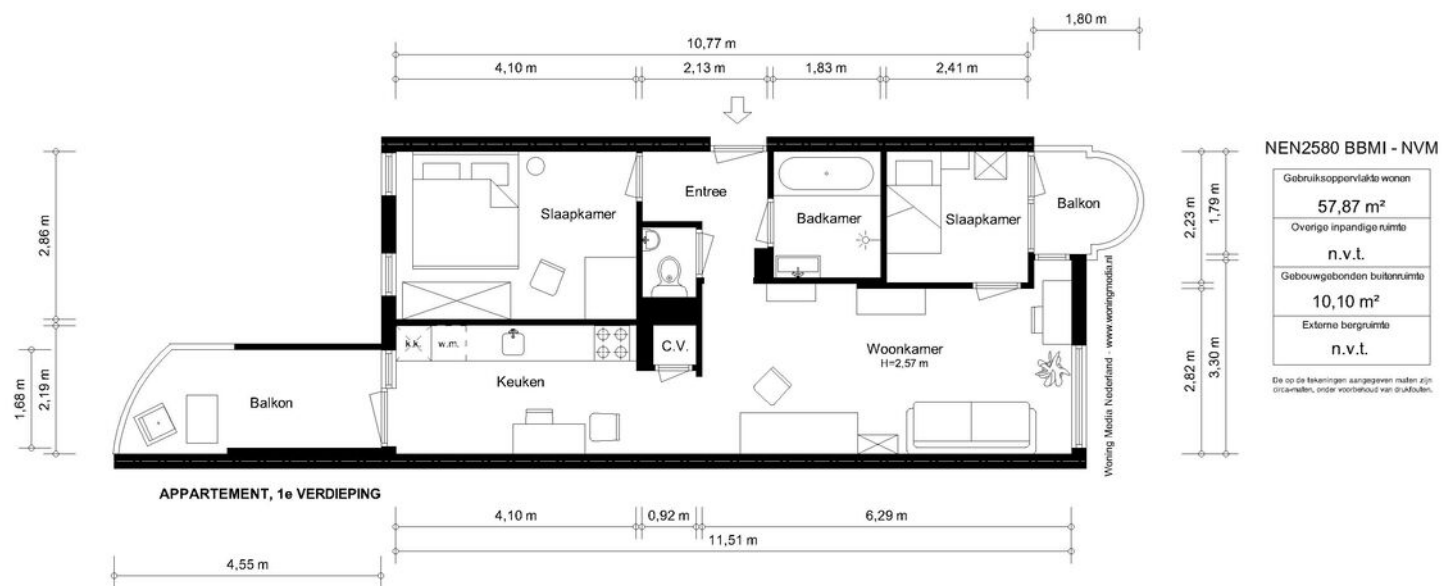 1,80 m
10,77 m
4,10 m
2,13 m
1,83 m
2,41 m
2,86 m
1,68 m
2,19 m
Slaapkamer
Entree
Badkamer
Slaapkamer
Balkon
k.k.
w.m.
C.V.
Keuken
Woonkamer
H=2,57 m
Balkon
2,23 m
1,79 m
2,82 m
3,30 m
Woning Media Nederland - www.woningmedia.nl
NEN2580 BBMI - NVM
Gebruiksoppervlakte wonen
57,87 m²
Overige inpandige ruimte
n.v.t.
Gebouwgebonden buitenruimte
10,10 m²
Externe bergruimte
n.v.t.
De op de tekeningen aangegeven maten zijn
circa-maten, onder voorbehoud van drukfouten.
APPARTEMENT, 1e VERDIEPING
4,10 m
0,92 m
6,29 m
11,51 m
4,55 m